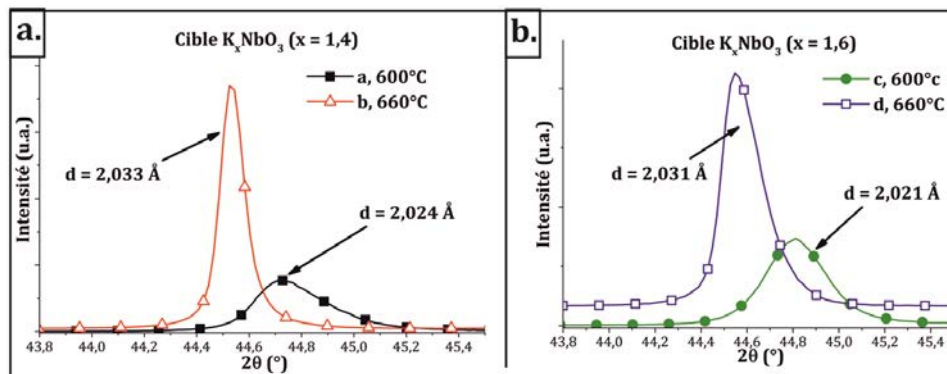 a.
Cible KₓNbO₃ (x = 1,4)
a, 600°C
b, 660°C
d = 2,033 Å
d = 2,024 Å
Intensité (u.a.)
43,8 44,0 44,2 44,4 44,6 44,8 45,0 45,2 45,4
2θ (°)
b.
Cible KₓNbO₃ (x = 1,6)
c, 600°c
d, 660°C
d = 2,031 Å
d = 2,021 Å
Intensité (u.a.)
43,8 44,0 44,2 44,4 44,6 44,8 45,0 45,2 45,4
2θ (°)